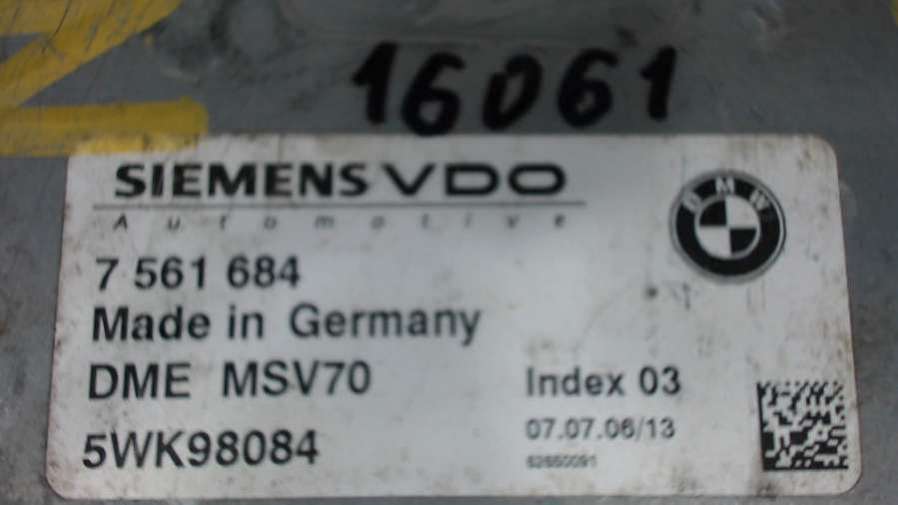 16061
SIEMENS VDO
Automotive
BMW
7 561 684
Made in Germany
DME MSV70
Index 03
5WK98084
07.07.06/13